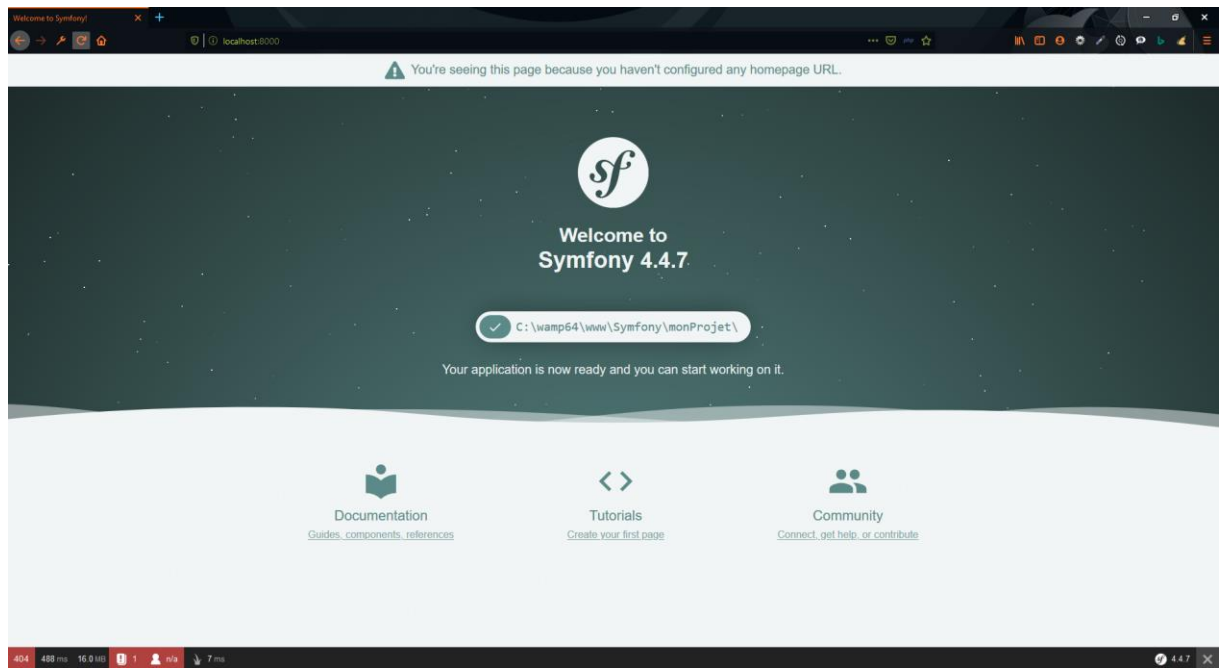 Welcome to Symfony!
localhost:8000
You're seeing this page because you haven't configured any homepage URL.
sf
Welcome to
Symfony 4.4.7
C:\wamp64\www\Symfony\monProjet\
Your application is now ready and you can start working on it.
Documentation
Guides, components, references
Tutorials
Create your first page
Community
Connect, get help, or contribute
404 488 ms 16.0 MB 1 n/a 7 ms
4.4.7